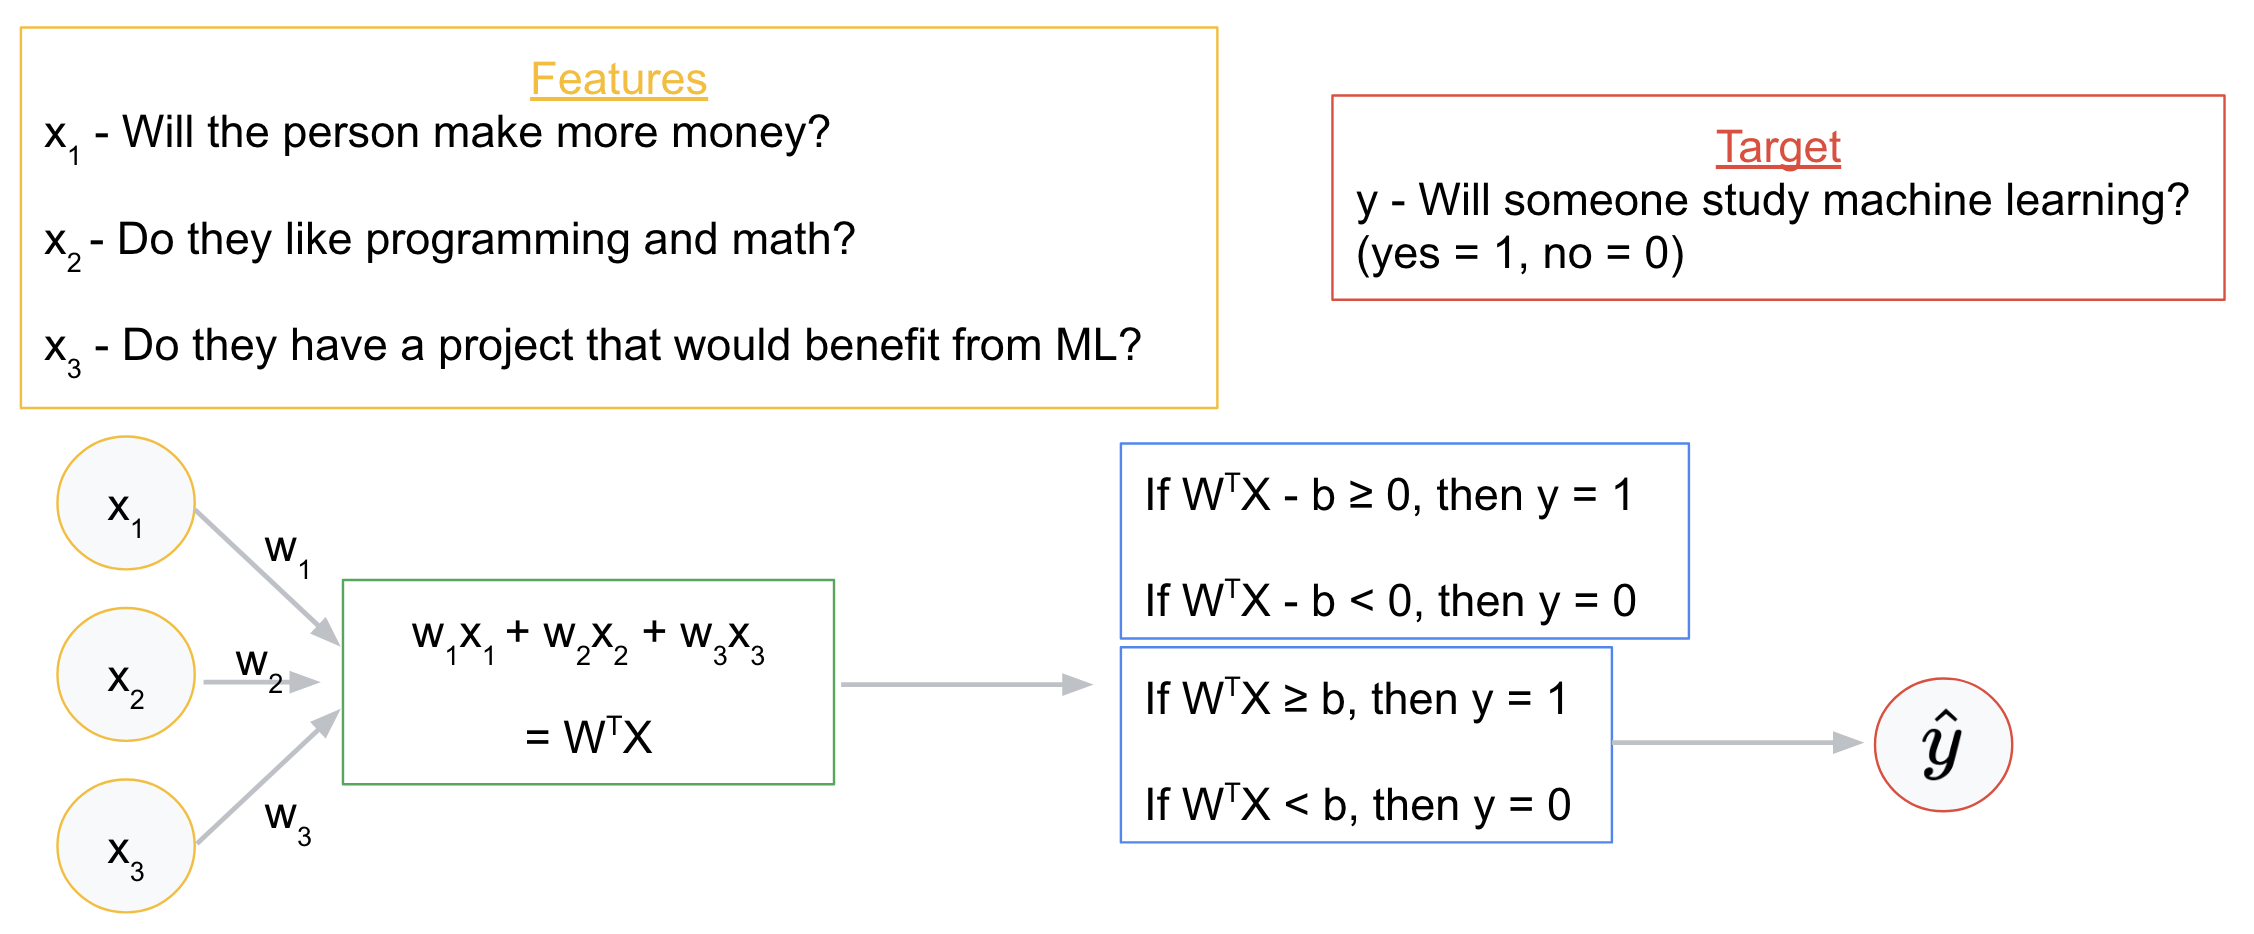 Features
x₁ - Will the person make more money?
x₂ - Do they like programming and math?
x₃ - Do they have a project that would benefit from ML?
Target
y - Will someone study machine learning?
(yes = 1, no = 0)
x₁
w₁
x₂
w₂
x₃
w₃
w₁x₁ + w₂x₂ + w₃x₃
= WᵀX
If WᵀX - b ≥ 0, then y = 1
If WᵀX - b < 0, then y = 0
If WᵀX ≥ b, then y = 1
If WᵀX < b, then y = 0
ŷ